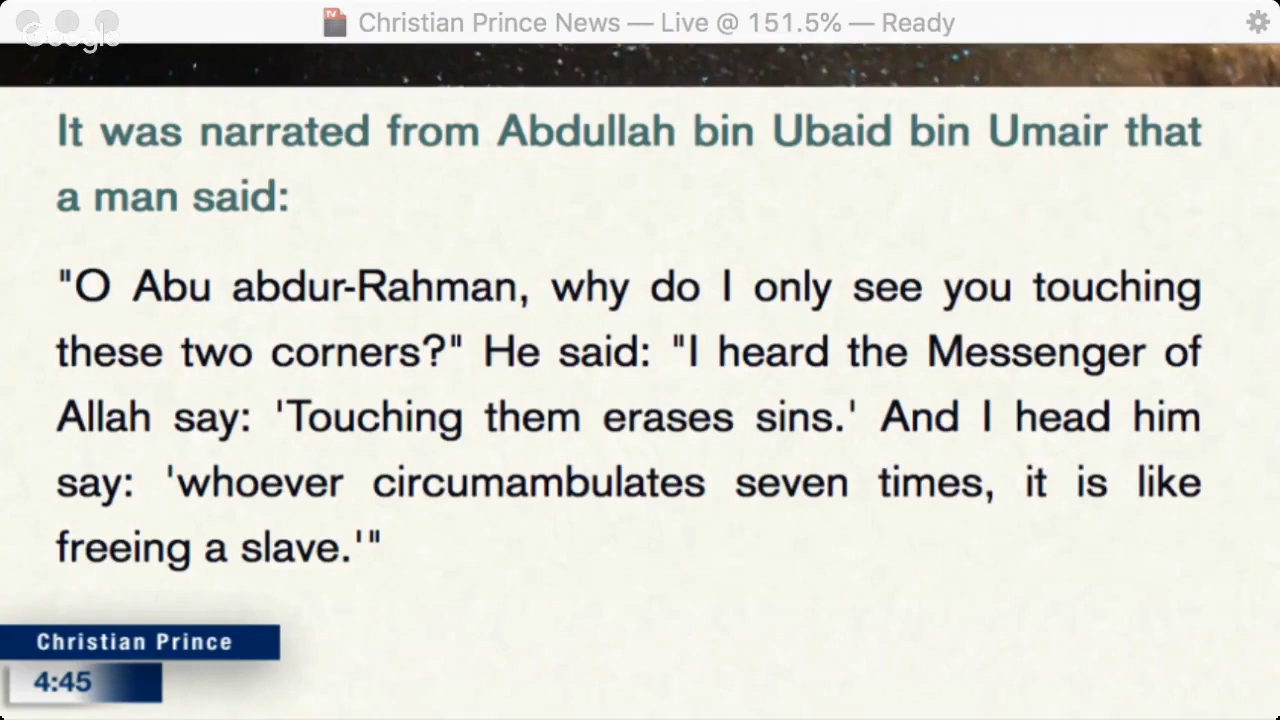 Christian Prince News — Live @ 151.5% — Ready
Google
It was narrated from Abdullah bin Ubaid bin Umair that
a man said:
"O Abu abdur-Rahman, why do I only see you touching
these two corners?" He said: "I heard the Messenger of
Allah say: 'Touching them erases sins.' And I head him
say: 'whoever circumambulates seven times, it is like
freeing a slave.'"
Christian Prince
4:45